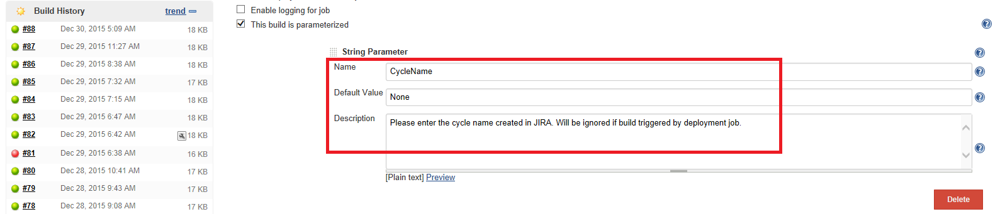 Build History trend
#88 Dec 30, 2015 5:09 AM 18 KB
#87 Dec 29, 2015 11:27 AM 18 KB
#86 Dec 29, 2015 8:38 AM 18 KB
#85 Dec 29, 2015 7:32 AM 17 KB
#84 Dec 29, 2015 7:15 AM 18 KB
#83 Dec 29, 2015 6:47 AM 18 KB
#82 Dec 29, 2015 6:42 AM 18 KB
#81 Dec 29, 2015 6:38 AM 16 KB
#80 Dec 28, 2015 10:41 AM 17 KB
#79 Dec 28, 2015 9:43 AM 17 KB
#78 Dec 28, 2015 9:08 AM 17 KB
Enable logging for job
This build is parameterized
String Parameter
Name CycleName
Default Value None
Description Please enter the cycle name created in JIRA. Will be ignored if build triggered by deployment job.
[Plain text] Preview
Delete